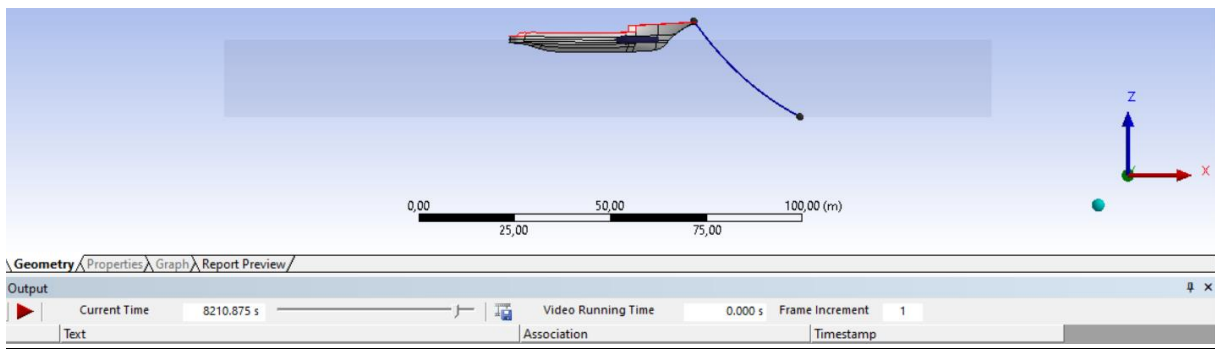 Z
X
0,00 50,00 100,00 (m)
25,00 75,00
Geometry Properties Graph Report Preview
Output
Current Time 8210.875 s Video Running Time 0.000 s Frame Increment 1
Text Association Timestamp